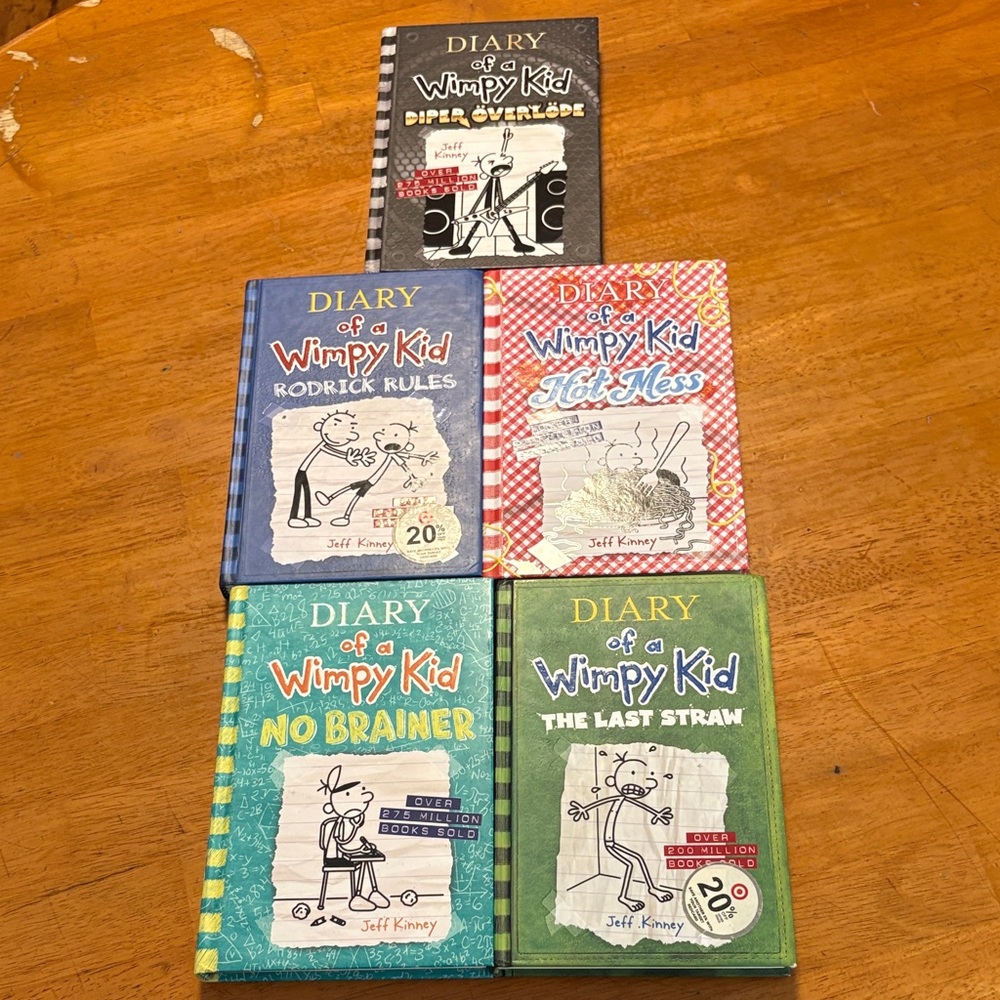 DIARY
of a
Wimpy Kid
DIPER ÖVERLÖDE
Jeff
Kinney
OVER
275 MILLION
BOOKS SOLD
DIARY
of a
Wimpy Kid
RODRICK RULES
20%
Jeff Kinney
DIARY
of a
Wimpy Kid
Hot Mess
Jeff Kinney
DIARY
of a
Wimpy Kid
NO BRAINER
OVER
275 MILLION
BOOKS SOLD
Jeff Kinney
DIARY
of a
Wimpy Kid
THE LAST STRAW
OVER
200 MILLION
BOOKS SOLD
20%
Jeff Kinney